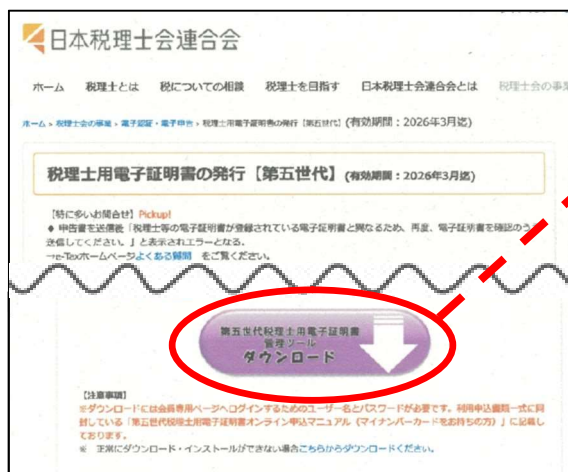 日本税理士会連合会
ホーム 税理士とは 税についての相談 税理士を目指す 日本税理士会連合会とは 税理士会の事業
ホーム > 税理士会の事業 > 電子認証・電子申告 > 税理士用電子証明書の発行【第五世代】(有効期間：2026年3月迄)
税理士用電子証明書の発行【第五世代】(有効期間：2026年3月迄)
【特に多いお問合せ】Pickup!
◆ 申告書を送信後「税理士等の電子証明書が登録されている電子証明書と異なるため、再度、電子証明書を確認のうえ
送信してください。」と表示されエラーとなる。
→e-Taxホームページよくある質問 をご覧ください。
第五世代税理士用電子証明書
管理ツール
ダウンロード
【注意事項】
※ダウンロードには会員専用ページへログインするためのユーザー名とパスワードが必要です。利用申込書類一式に同
封している「第五世代税理士用電子証明書オンライン申込マニュアル（マイナンバーカードをお持ちの方）」に記載し
ております。
※ 正常にダウンロード・インストールができない場合こちらからダウンロードください。